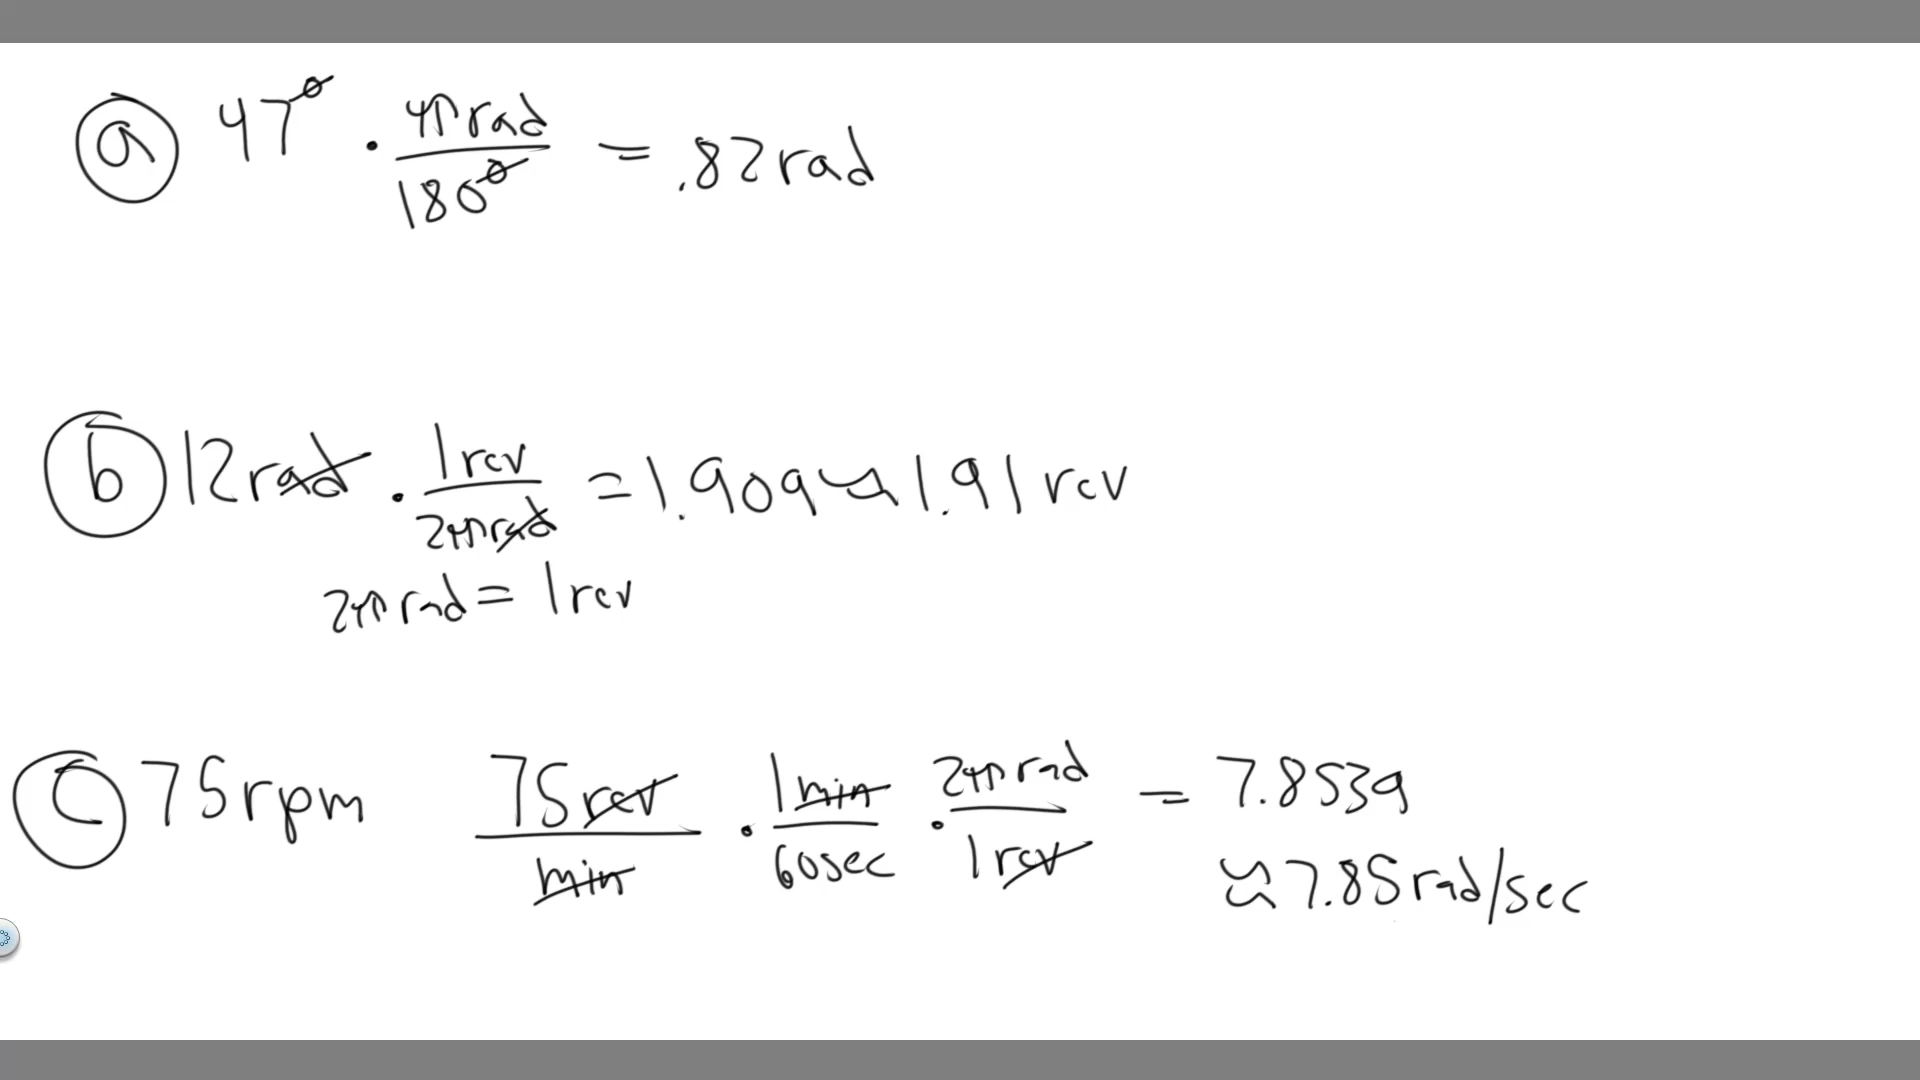 a 47° · π rad / 180° = .82 rad
b 12 rad · 1 rev / 2π rad = 1.909 ≈ 1.91 rev
2π rad = 1 rev
c 75 rpm 75 rev / min · 1 min / 60 sec · 2π rad / 1 rev = 7.8539
≈ 7.85 rad/sec